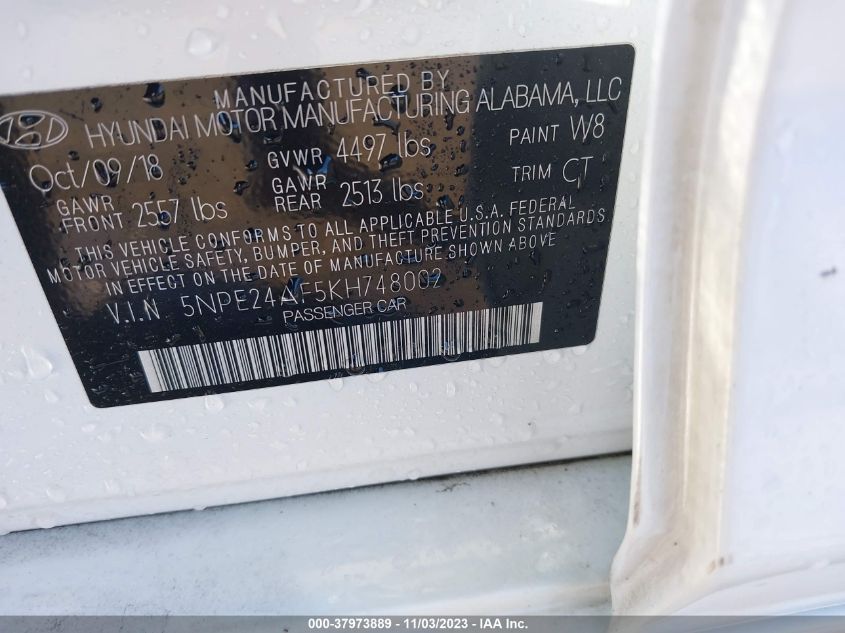 MANUFACTURED BY
HYUNDAI MOTOR MANUFACTURING ALABAMA, LLC
Oct/09/18 GVWR 4497 lbs PAINT W8
GAWR FRONT 2557 lbs GAWR REAR 2513 lbs TRIM CT
THIS VEHICLE CONFORMS TO ALL APPLICABLE U.S.A. FEDERAL
MOTOR VEHICLE SAFETY, BUMPER, AND THEFT PREVENTION STANDARDS
IN EFFECT ON THE DATE OF MANUFACTURE SHOWN ABOVE
V.I.N 5NPE24AF5KH748002
PASSENGER CAR
000-37973889 - 11/03/2023 - IAA Inc.